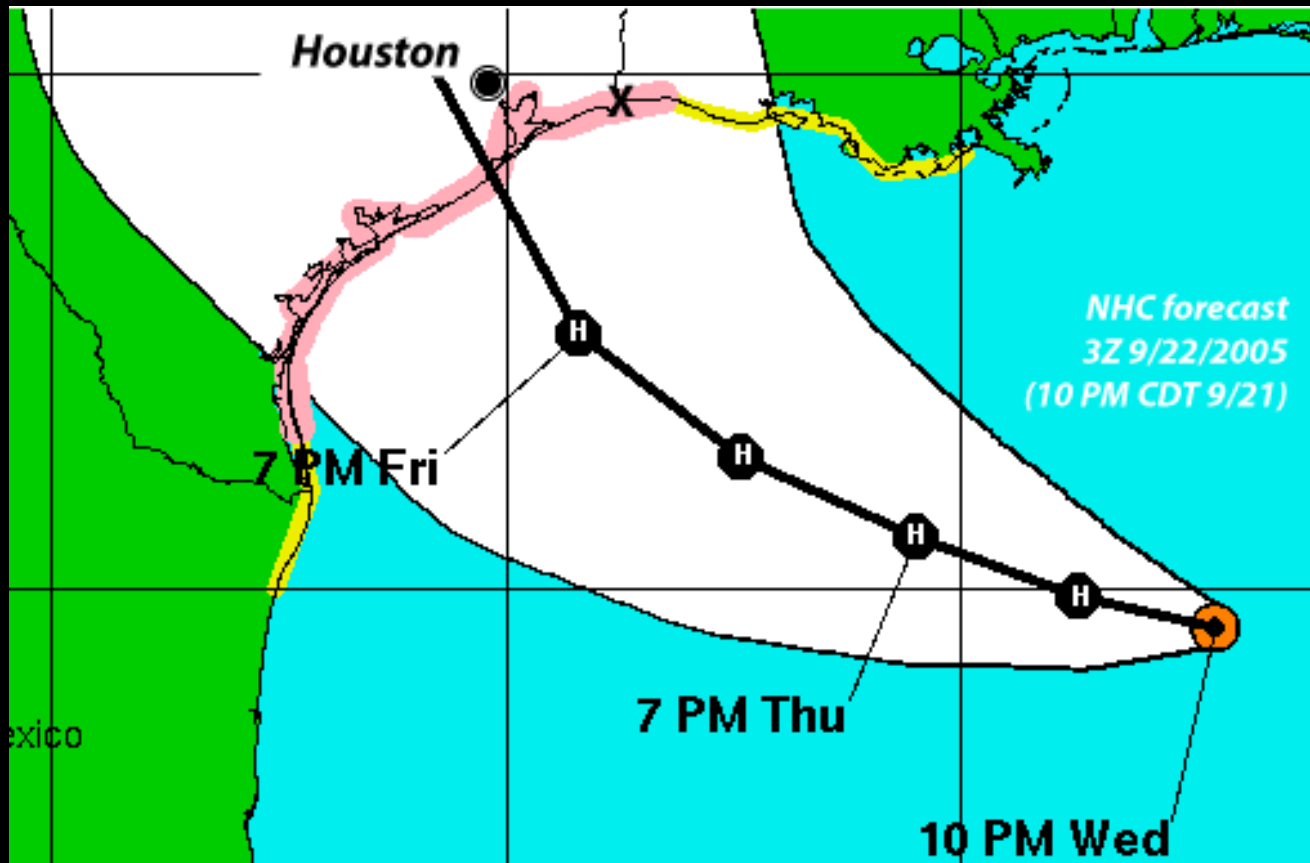 Houston
X
NHC forecast
3Z 9/22/2005
(10 PM CDT 9/21)
H
7 PM Fri
H
H
H
7 PM Thu
exico
10 PM Wed